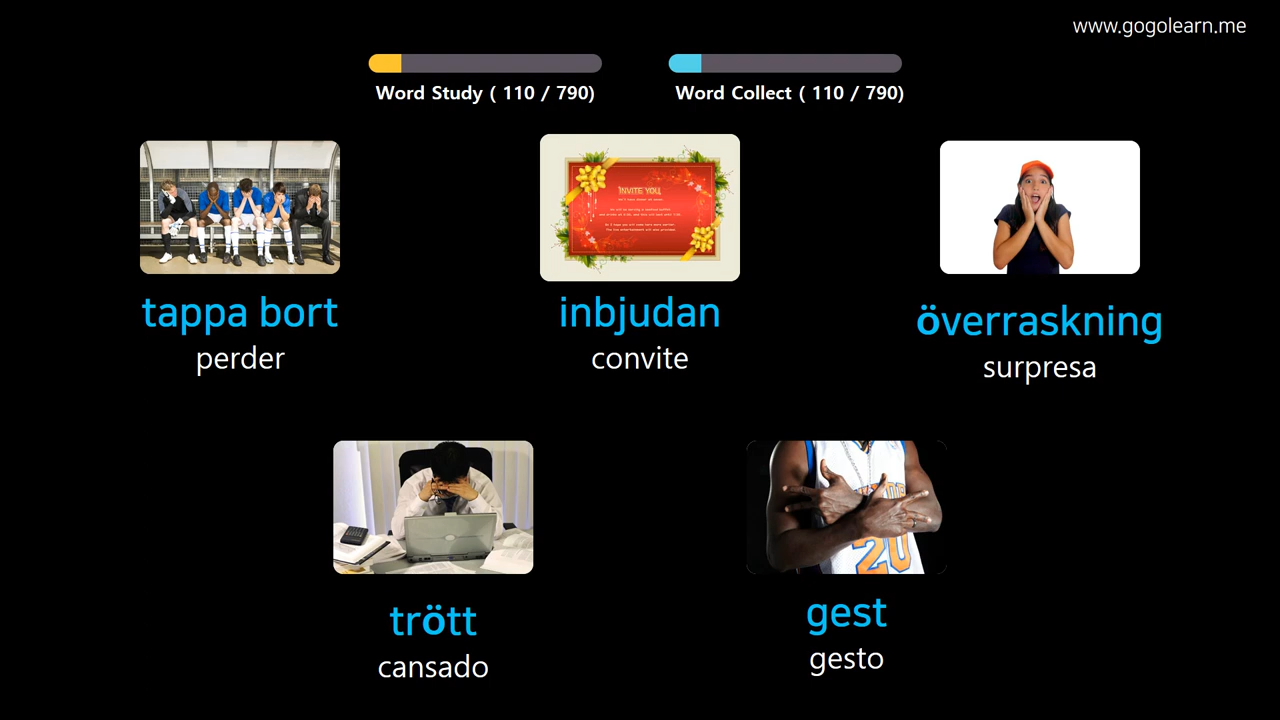 www.gogolearn.me
Word Study ( 110 / 790)
Word Collect ( 110 / 790)
INVITE YOU
tappa bort
perder
inbjudan
convite
överraskning
surpresa
20
trött
cansado
gest
gesto